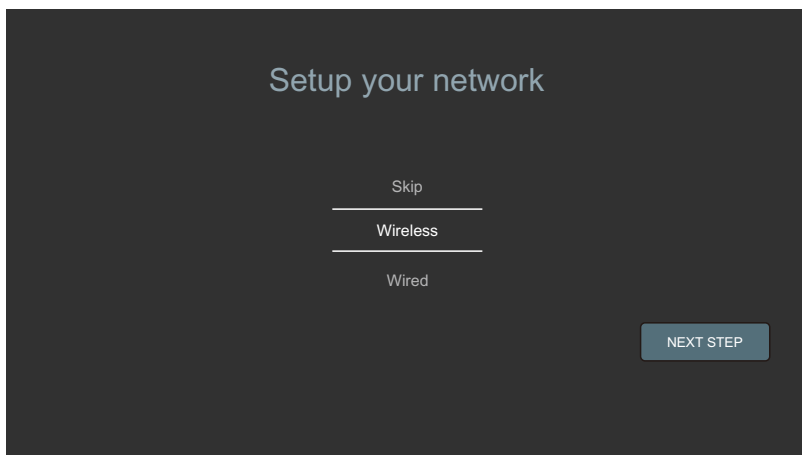 Setup your network
Skip
Wireless
Wired
NEXT STEP